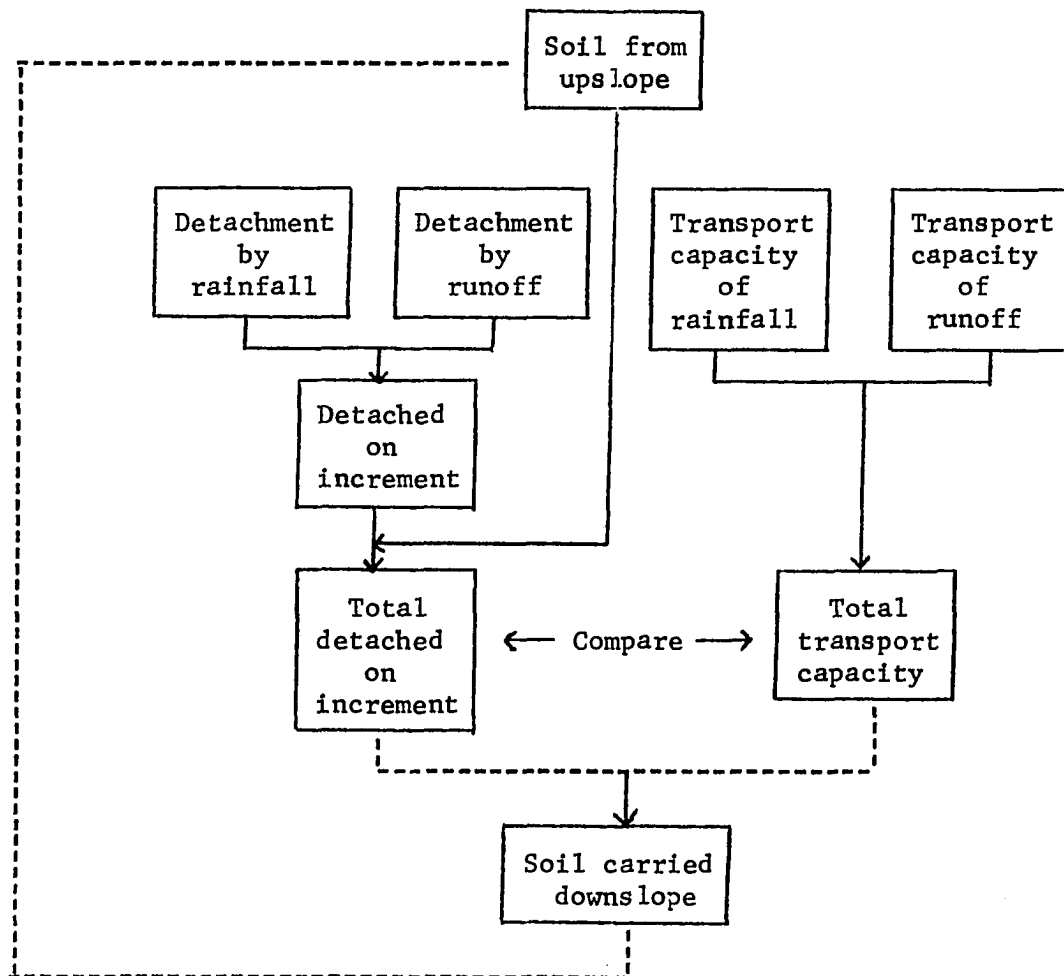 Soil from
upslope
Detachment
by
rainfall
Detachment
by
runoff
Transport
capacity
of
rainfall
Transport
capacity
of
runoff
Detached
on
increment
Total
detached
on
increment
Compare
Total
transport
capacity
Soil carried
downslope